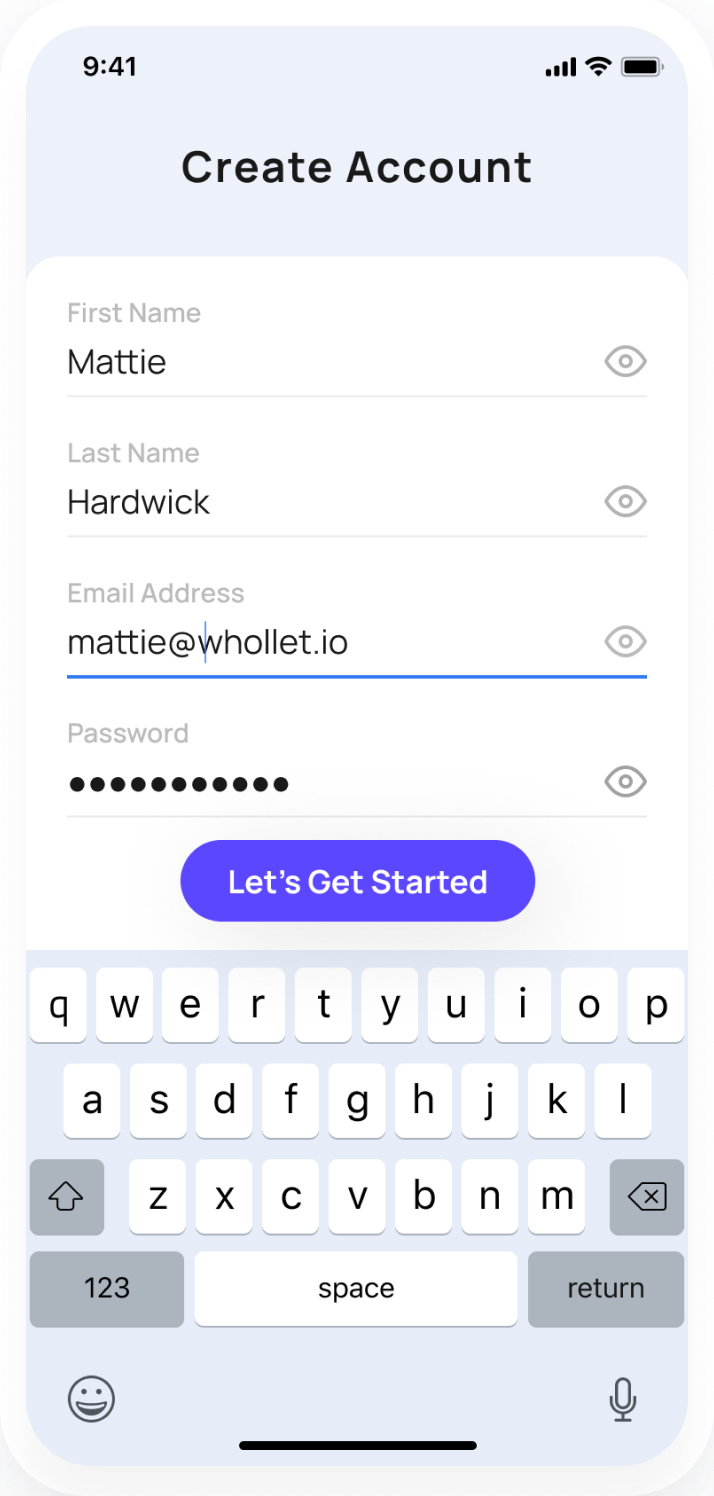 9:41
Create Account
First Name
Mattie
Last Name
Hardwick
Email Address
mattie@whollet.io
Password
●●●●●●●●●●●
Let’s Get Started
q w e r t y u i o p
a s d f g h j k l
z x c v b n m
123 space return